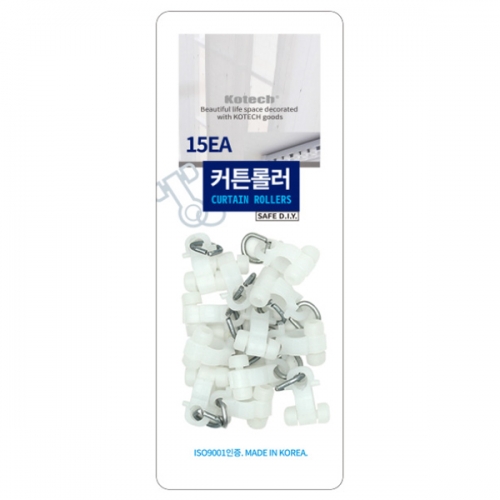 Kotech®
Beautiful life space decorated
with KOTECH goods
15EA
커튼롤러
CURTAIN ROLLERS
SAFE D.I.Y.
ISO9001인증. MADE IN KOREA.